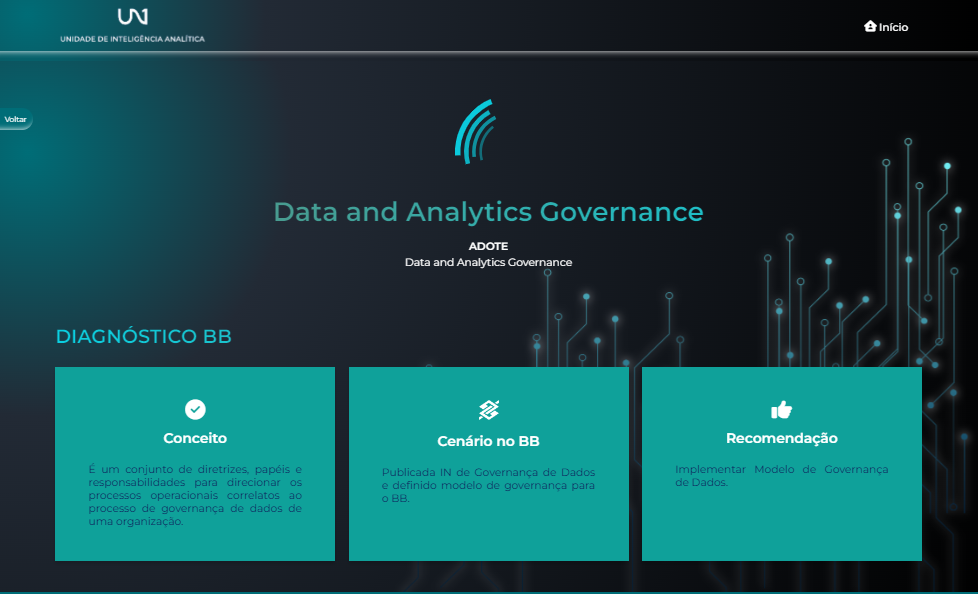 UNI
UNIDADE DE INTELIGÊNCIA ANALÍTICA
Início
Voltar
Data and Analytics Governance
ADOTE
Data and Analytics Governance
DIAGNÓSTICO BB
Conceito
É um conjunto de diretrizes, papéis e
responsabilidades para direcionar os
processos operacionais correlatos ao
processo de governança de dados de
uma organização.
Cenário no BB
Publicada IN de Governança de Dados
e definido modelo de governança para
o BB.
Recomendação
Implementar Modelo de Governança
de Dados.